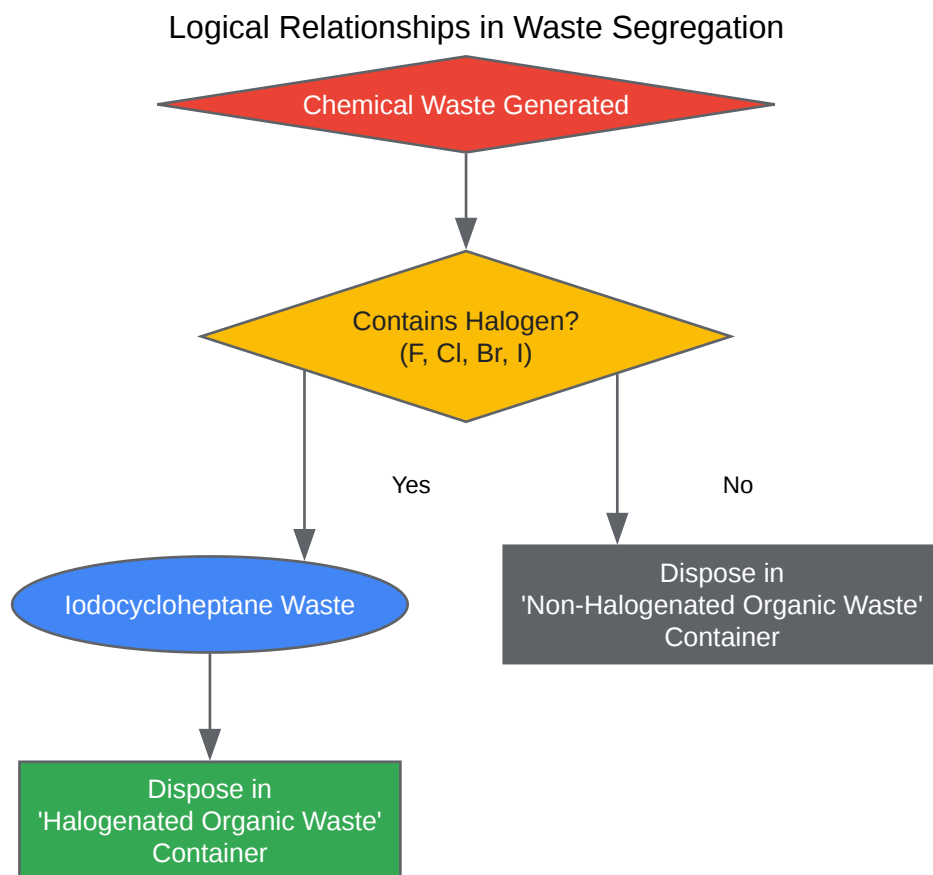 Logical Relationships in Waste Segregation
Chemical Waste Generated
Contains Halogen?
(F, Cl, Br, I)
Yes
No
Iodocycloheptane Waste
Dispose in
'Non-Halogenated Organic Waste'
Container
Dispose in
'Halogenated Organic Waste'
Container